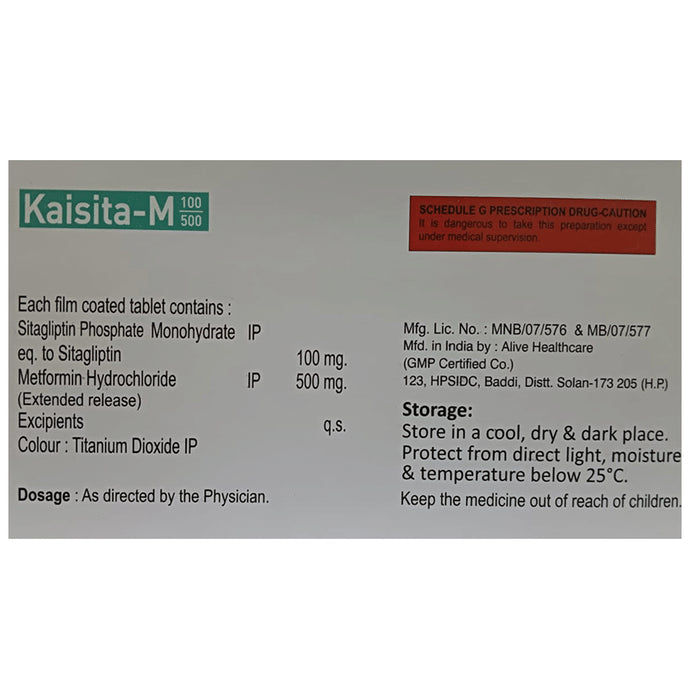 Kaisita-M 100/500
SCHEDULE G PRESCRIPTION DRUG-CAUTION
It is dangerous to take this preparation except
under medical supervision.
Each film coated tablet contains :
Sitagliptin Phosphate Monohydrate IP
eq. to Sitagliptin 100 mg.
Metformin Hydrochloride IP 500 mg.
(Extended release)
Excipients q.s.
Colour : Titanium Dioxide IP
Dosage : As directed by the Physician.
Mfg. Lic. No. : MNB/07/576 & MB/07/577
Mfd. in India by : Alive Healthcare
(GMP Certified Co.)
123, HPSIDC, Baddi, Distt. Solan-173 205 (H.P.)
Storage:
Store in a cool, dry & dark place.
Protect from direct light, moisture
& temperature below 25°C.
Keep the medicine out of reach of children.